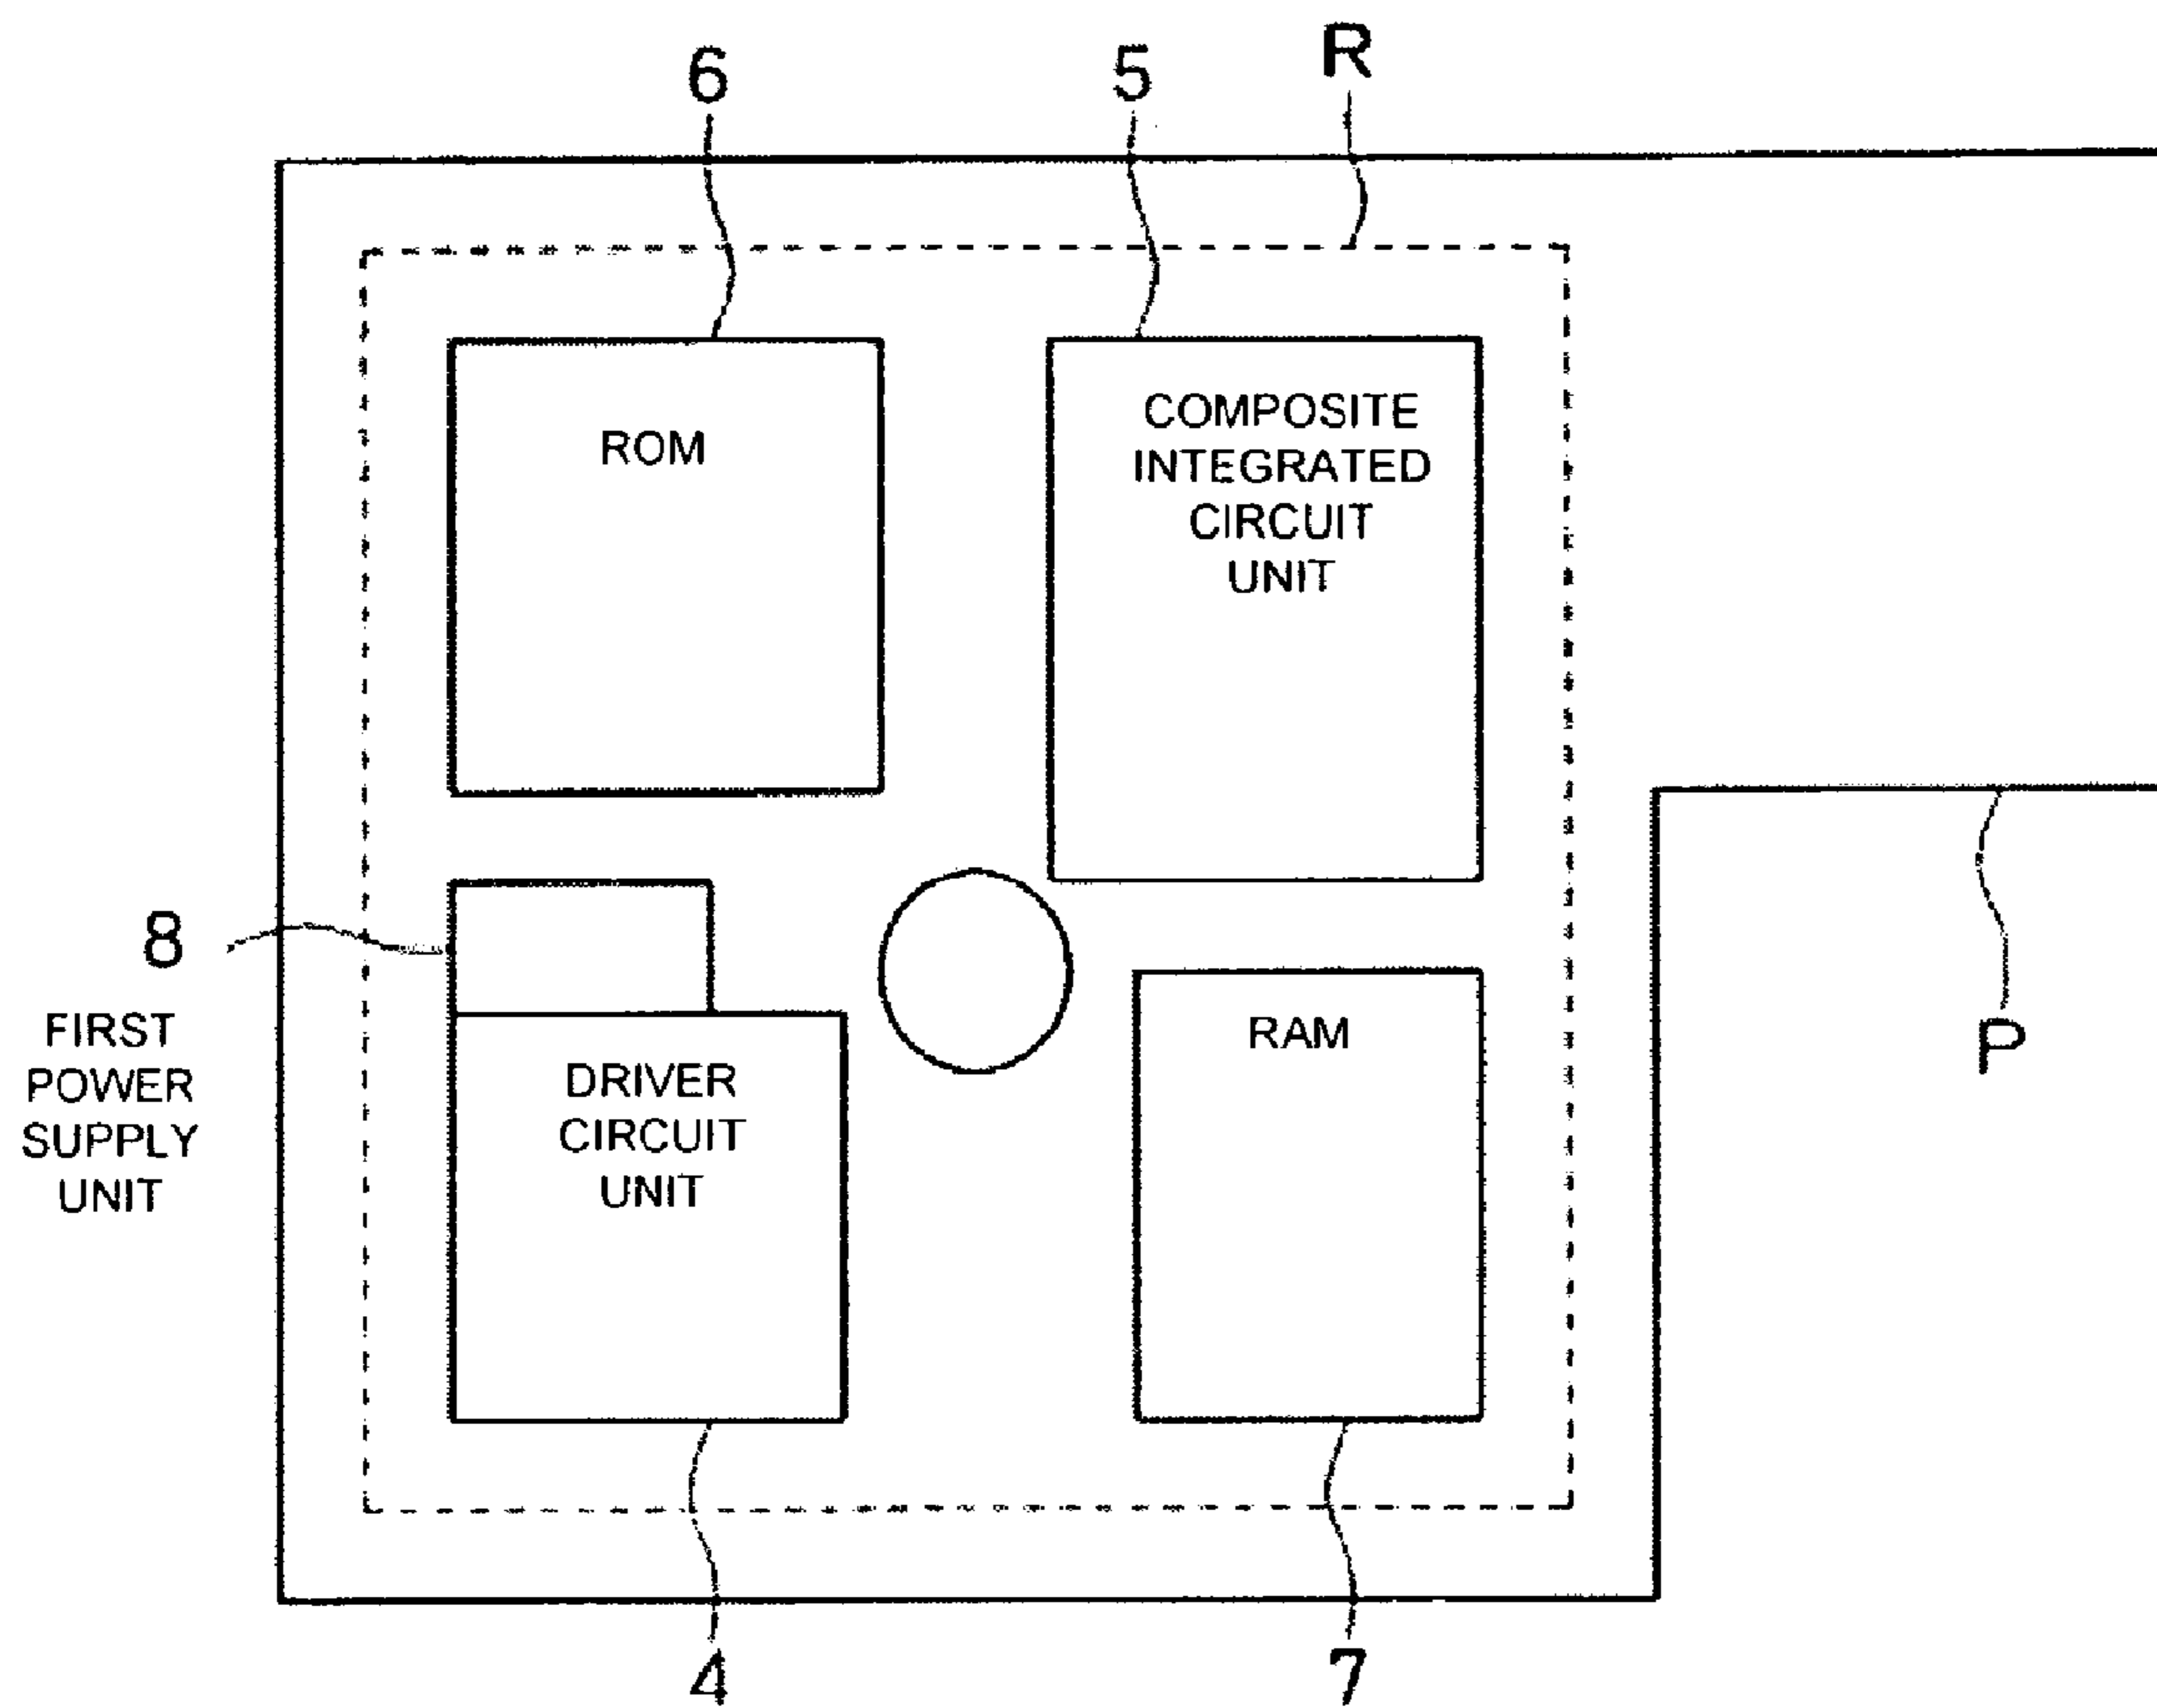 6
5
R
ROM
COMPOSITE
INTEGRATED
CIRCUIT
UNIT
8
FIRST
POWER
SUPPLY
UNIT
DRIVER
CIRCUIT
UNIT
RAM
P
4
7